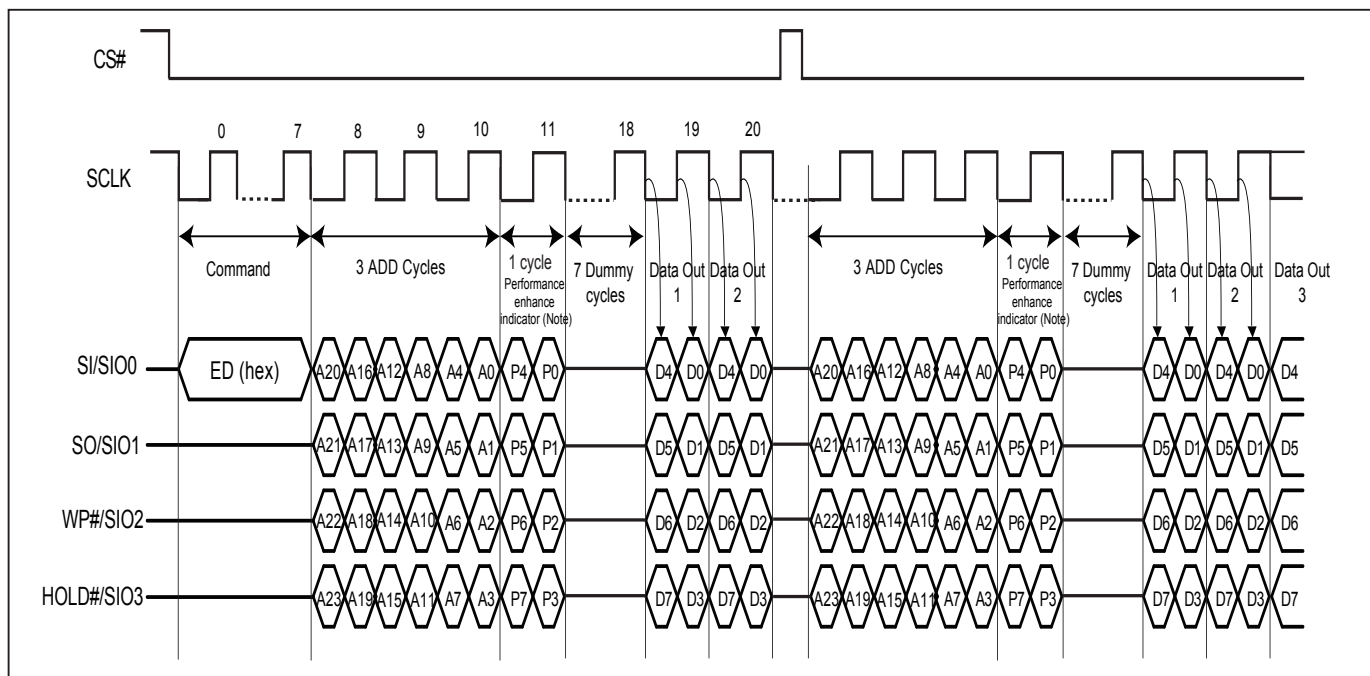 CS#
0 7 8 9 10 11 18 19 20
SCLK
Command 3 ADD Cycles 1 cycle Performance enhance indicator (Note) 7 Dummy cycles Data Out 1 Data Out 2 3 ADD Cycles 1 cycle Performance enhance indicator (Note) 7 Dummy cycles Data Out 1 Data Out 2 Data Out 3
SI/SIO0 ED (hex) A20 A16 A12 A8 A4 A0 P4 P0 D4 D0 D4 D0 A20 A16 A12 A8 A4 A0 P4 P0 D4 D0 D4 D0 D4
SO/SIO1 A21 A17 A13 A9 A5 A1 P5 P1 D5 D1 D5 D1 A21 A17 A13 A9 A5 A1 P5 P1 D5 D1 D5 D1 D5
WP#/SIO2 A22 A18 A14 A10 A6 A2 P6 P2 D6 D2 D6 D2 A22 A18 A14 A10 A6 A2 P6 P2 D6 D2 D6 D2 D6
HOLD#/SIO3 A23 A19 A15 A11 A7 A3 P7 P3 D7 D3 D7 D3 A23 A19 A15 A11 A7 A3 P7 P3 D7 D3 D7 D3 D7